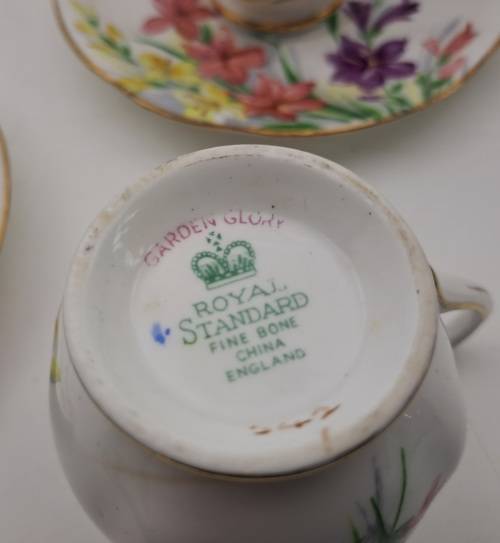 GARDEN GLORY
ROYAL
STANDARD
FINE BONE
CHINA
ENGLAND